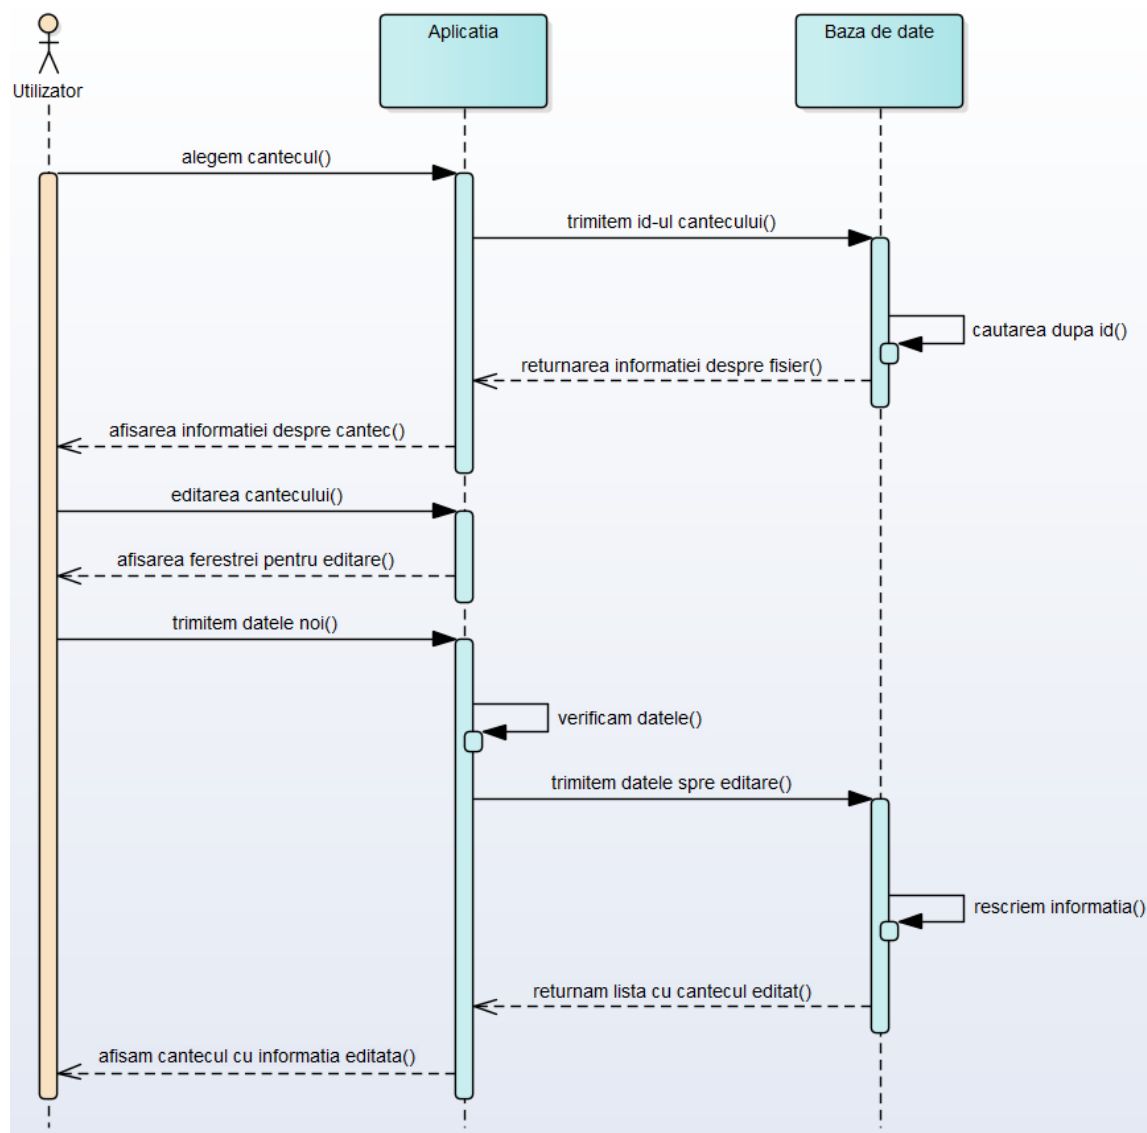 Aplicatia
Baza de date
Utilizator
alegem cantecul()
trimitem id-ul cantecului()
cautarea dupa id()
returnarea informatiei despre fisier()
afisarea informatiei despre cantec()
editarea cantecului()
afisarea ferestrei pentru editare()
trimitem datele noi()
verificam datele()
trimitem datele spre editare()
rescriem informatia()
returnam lista cu cantecul editat()
afisam cantecul cu informatia editata()